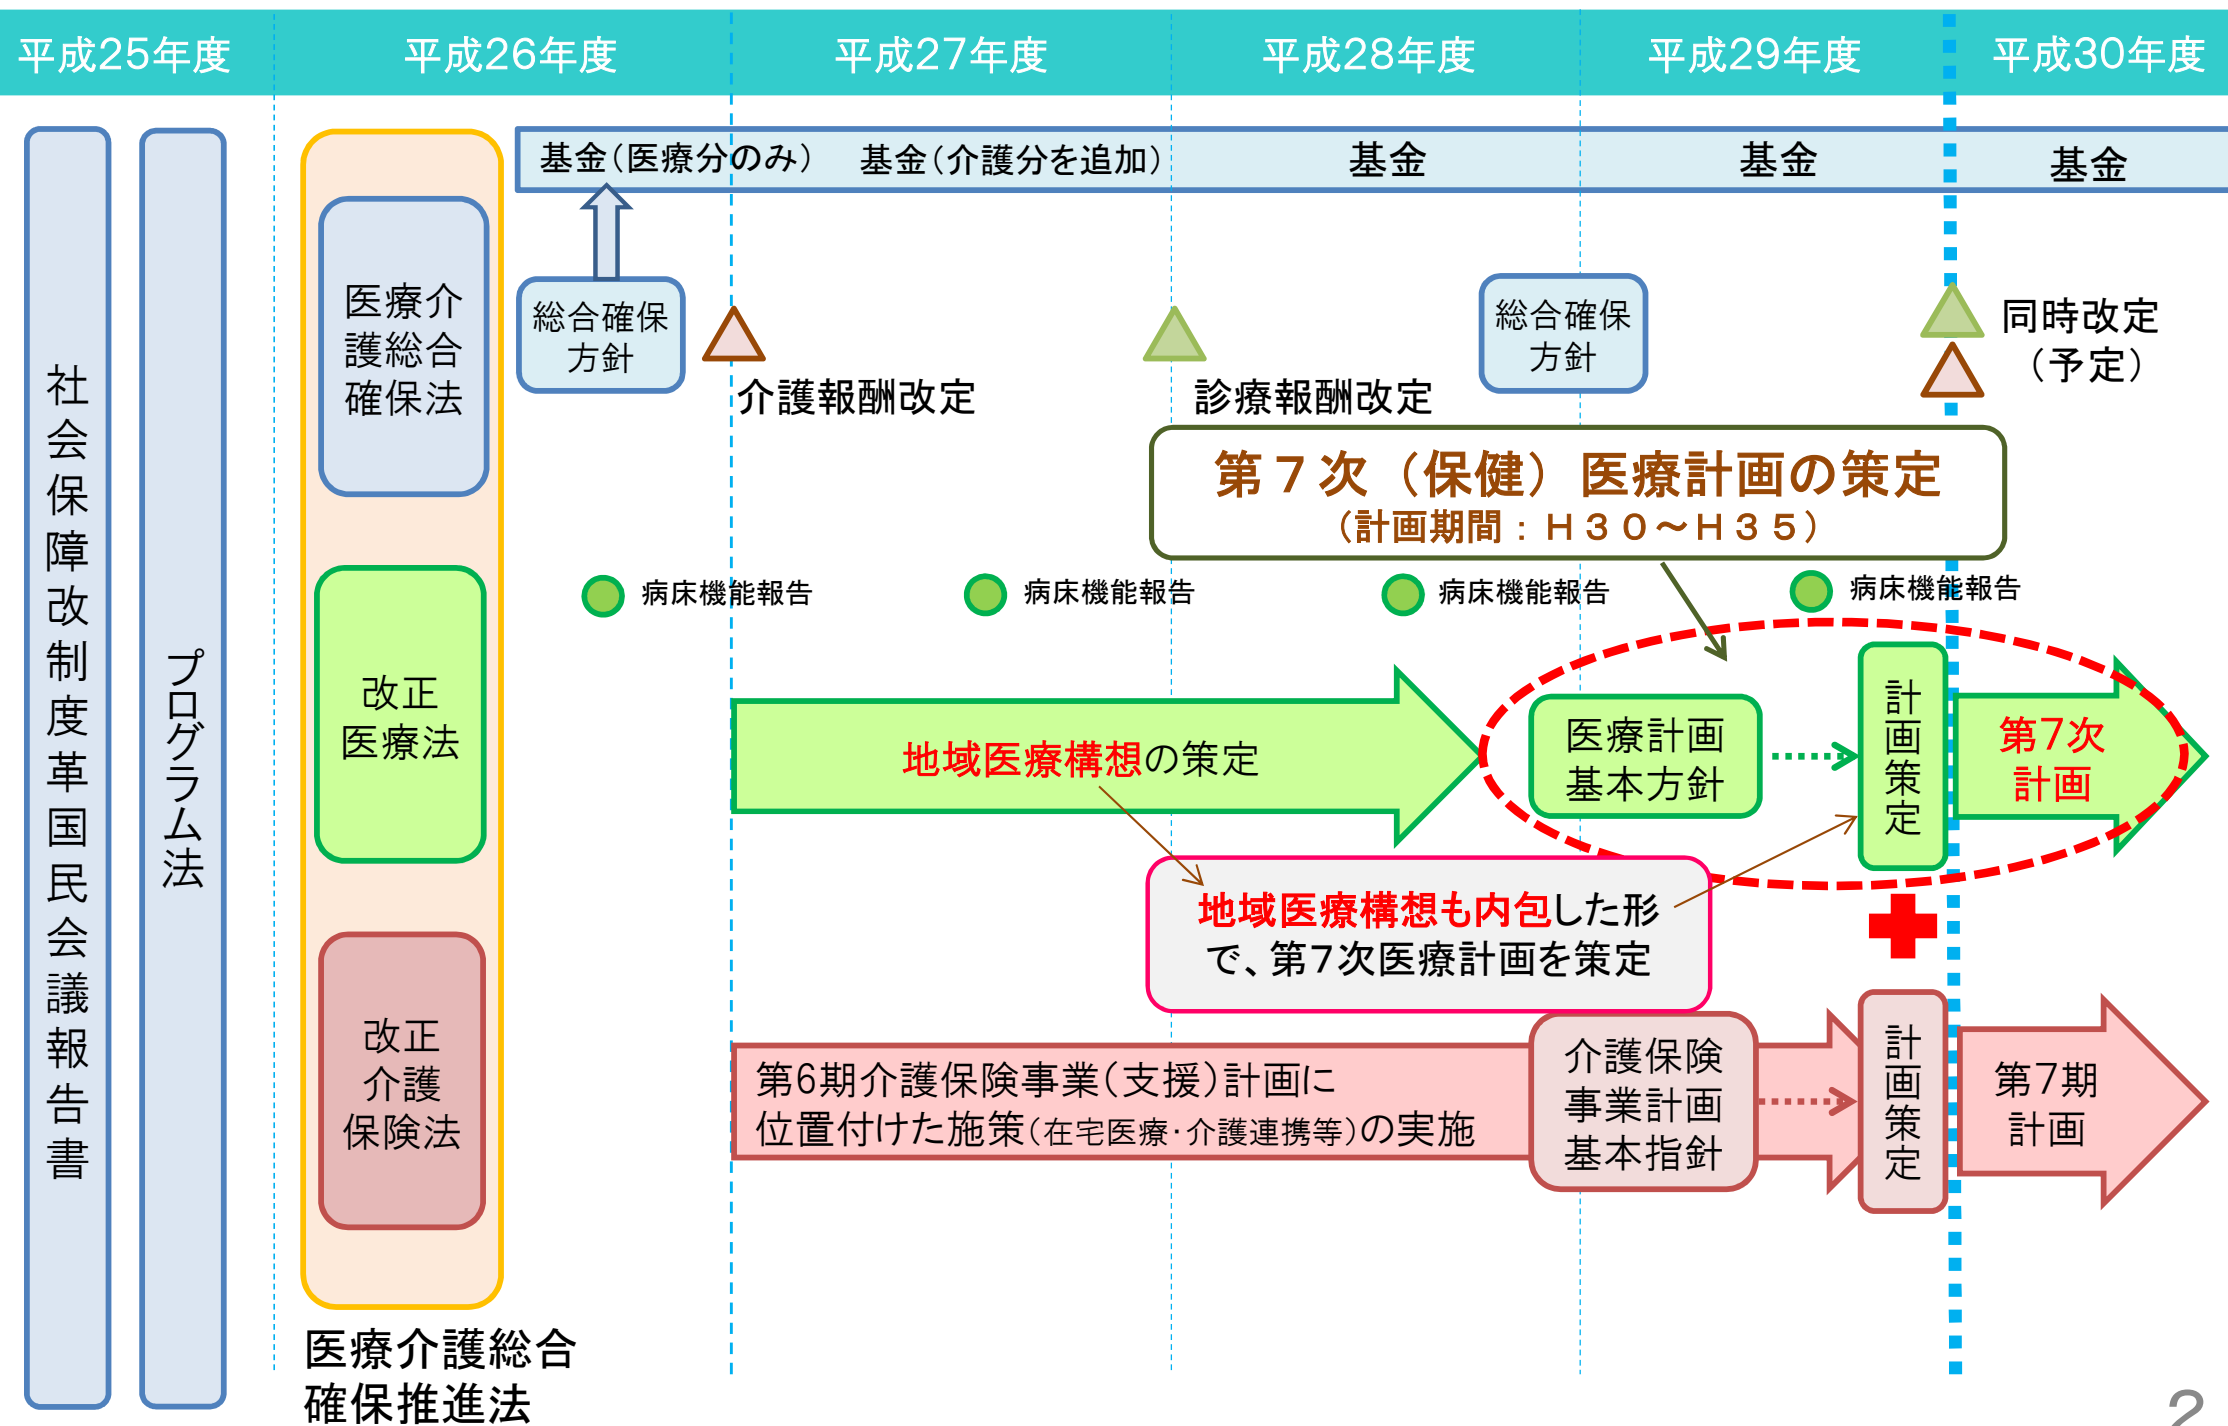 平成25年度
平成26年度
平成27年度
平成28年度
平成29年度
平成30年度
社会保障改制度革国民会議報告書
プログラム法
基金(医療分のみ)
基金(介護分を追加)
基金
基金
基金
医療介
護総合
確保法
総合確保
方針
介護報酬改定
診療報酬改定
総合確保
方針
同時改定
(予定)
第7次(保健)医療計画の策定
(計画期間:H30～H35)
病床機能報告
病床機能報告
病床機能報告
病床機能報告
改正
医療法
地域医療構想の策定
医療計画
基本方針
計画策定
第7次
計画
地域医療構想も内包した形
で、第7次医療計画を策定
改正
介護
保険法
第6期介護保険事業(支援)計画に
位置付けた施策(在宅医療・介護連携等)の実施
介護保険
事業計画
基本指針
計画策定
第7期
計画
医療介護総合
確保推進法
2